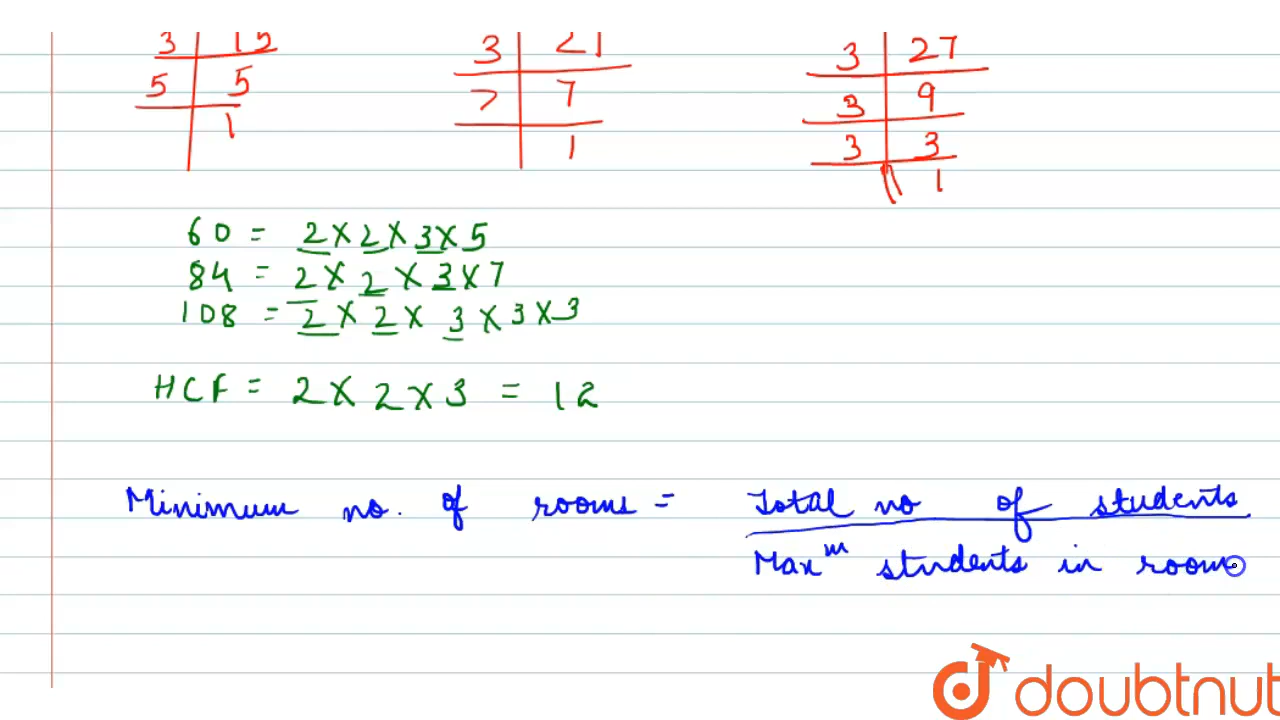 3 15
5 5
1
3 21
7 7
1
3 27
3 9
3 3
1
60 = 2 X 2 X 3 X 5
84 = 2 X 2 X 3 X 7
108 = 2 X 2 X 3 X 3 X 3
HCF = 2 X 2 X 3 = 12
Minimum no. of rooms = Total no of students
Max^m students in room
doubtnut